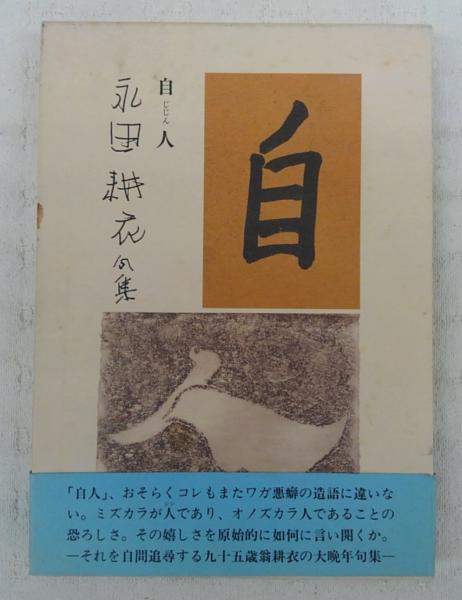 自人
じじん
永田耕衣句集
自
「自人」、おそらくコレもまたワガ悪癖の造語に違いな
い。ミズカラが人であり、オノズカラ人であることの
恐ろしさ。その嬉しさを原始的に如何に言い開くか。
―それを自問追尋する九十五歳翁耕衣の大晩年句集―